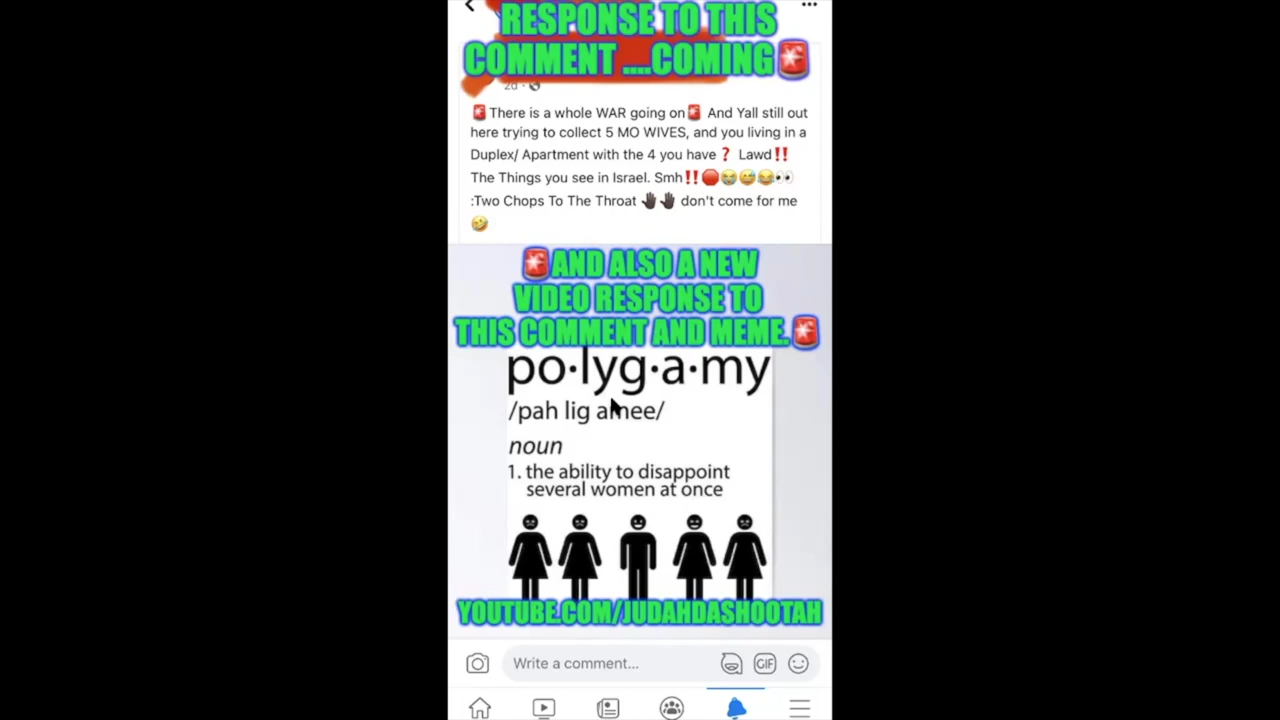 RESPONSE TO THIS
COMMENT ....COMING🚨
2d ·
🚨There is a whole WAR going on🚨 And Yall still out
here trying to collect 5 MO WIVES, and you living in a
Duplex/ Apartment with the 4 you have❓ Lawd‼️
The Things you see in Israel. Smh‼️🛑😹😅😂👀
:Two Chops To The Throat 🤚🏿🤚🏿 don't come for me
🤣
🚨AND ALSO A NEW
VIDEO RESPONSE TO
THIS COMMENT AND MEME.🚨
po·lyg·a·my
/pah lig amee/
noun
1. the ability to disappoint
several women at once
YOUTUBE.COM/JUDAHDASHOOTAH
Write a comment...
GIF